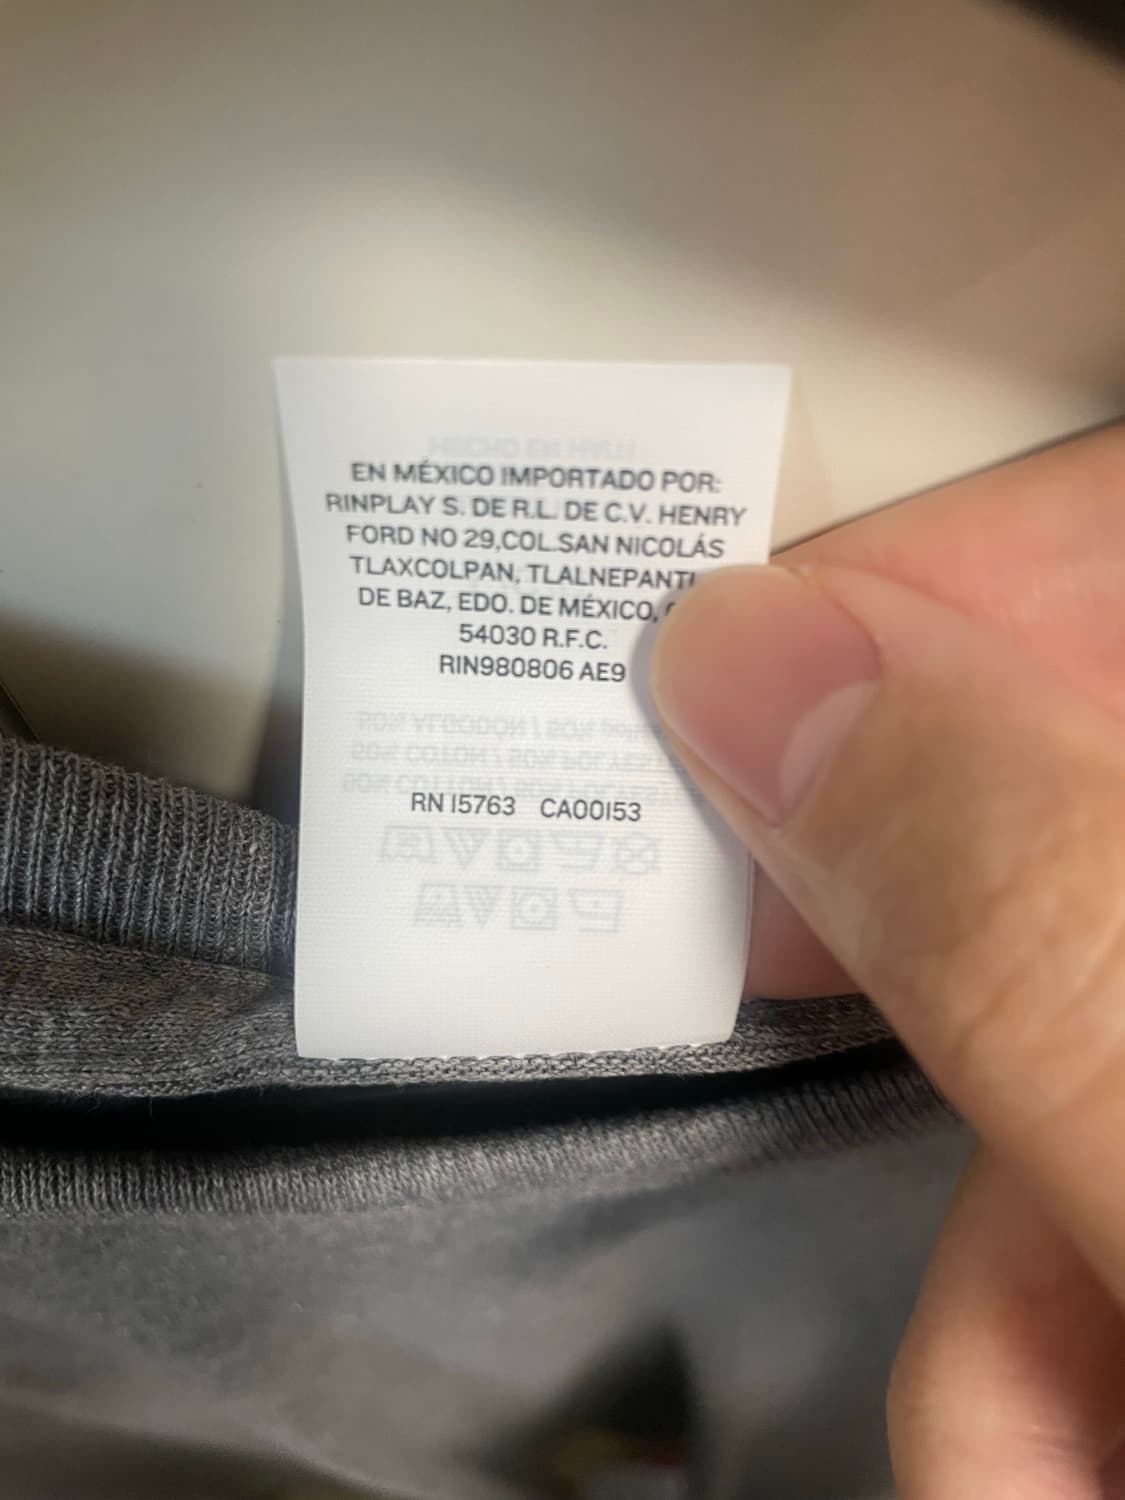 EN MÉXICO IMPORTADO POR:
RINPLAY S. DE R.L. DE C.V. HENRY
FORD NO 29,COL.SAN NICOLÁS
TLAXCOLPAN, TLALNEPANTL
DE BAZ, EDO. DE MÉXICO,
54030 R.F.C.
RIN980806 AE9
RN 15763 CA00153